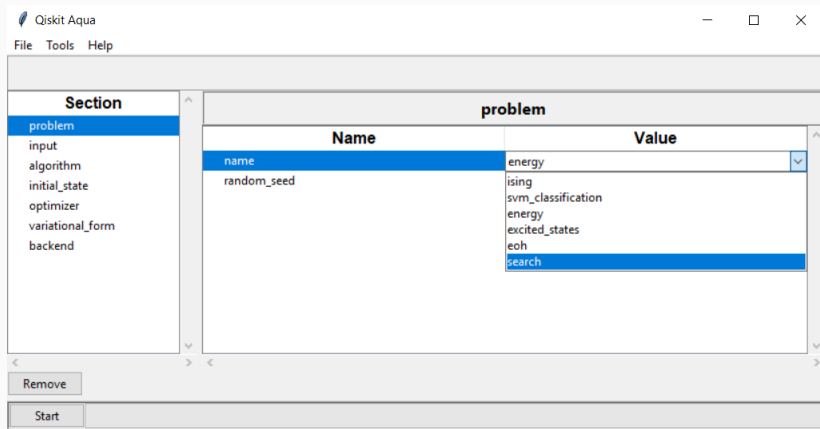 Qiskit Aqua
File Tools Help
Section
problem
input
algorithm
initial_state
optimizer
variational_form
backend
problem
Name Value
name energy
random_seed
ising
svm_classification
energy
excited_states
eoh
search
Remove
Start